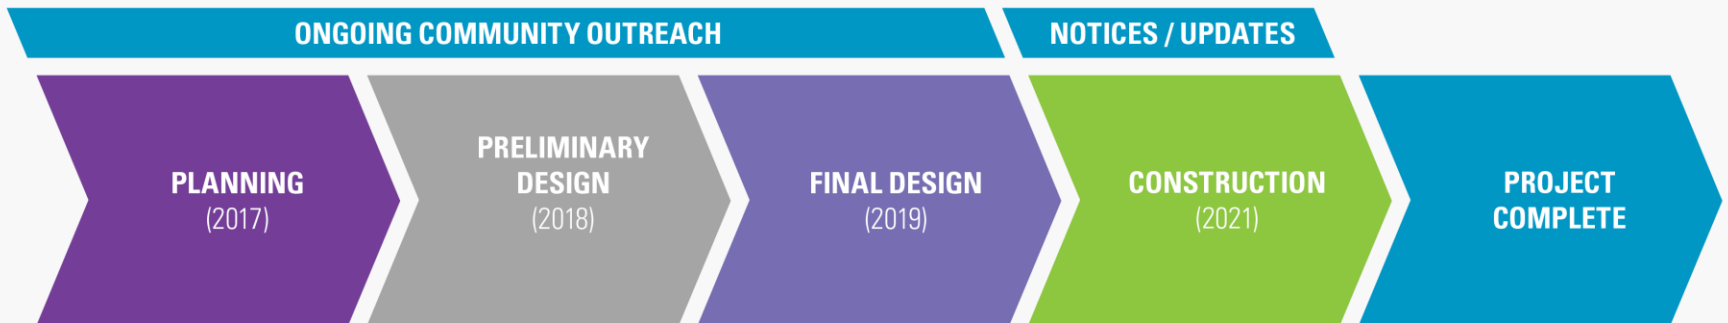 ONGOING COMMUNITY OUTREACH
NOTICES / UPDATES
PLANNING
(2017)
PRELIMINARY
DESIGN
(2018)
FINAL DESIGN
(2019)
CONSTRUCTION
(2021)
PROJECT
COMPLETE